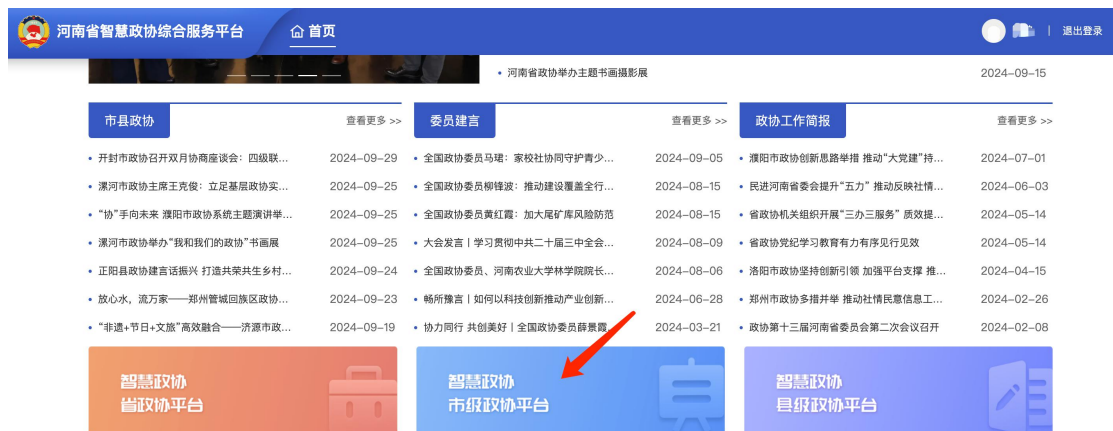 河南省智慧政协综合服务平台 首页 | 退出登录
• 河南省政协举办主题书画摄影展 2024-09-15
市县政协 查看更多 >>
• 开封市政协召开双月协商座谈会：四级联... 2024-09-29
• 漯河市政协主席王克俊：立足基层政协实... 2024-09-25
• “协”手向未来 濮阳市政协系统主题演讲举... 2024-09-25
• 漯河市政协举办“我和我们的政协”书画展 2024-09-25
• 正阳县政协建言话振兴 打造共荣共生乡村... 2024-09-24
• 放心水，流万家——郑州管城回族区政协... 2024-09-23
• “非遗+节日+文旅”高效融合——济源市政... 2024-09-19
委员建言 查看更多 >>
• 全国政协委员马珺：家校社协同守护青少... 2024-09-05
• 全国政协委员柳锋波：推动建设覆盖全行... 2024-08-15
• 全国政协委员黄红霞：加大尾矿库风险防范 2024-08-15
• 大会发言丨学习贯彻中共二十届三中全会... 2024-08-09
• 全国政协委员、河南农业大学林学院院长... 2024-08-06
• 畅所豫言丨如何以科技创新推动产业创新... 2024-06-28
• 协力同行 共创美好丨全国政协委员薛景霞... 2024-03-21
政协工作简报 查看更多 >>
• 濮阳市政协创新思路举措 推动“大党建”持... 2024-07-01
• 民进河南省委会提升“五力” 推动反映社情... 2024-06-03
• 省政协机关组织开展“三办三服务” 质效提... 2024-05-14
• 省政协党纪学习教育有力有序见行见效 2024-05-14
• 洛阳市政协坚持创新引领 加强平台支撑 推... 2024-04-15
• 郑州市政协多措并举 推动社情民意信息工... 2024-02-26
• 政协第十三届河南省委员会第二次会议召开 2024-02-08
智慧政协
省政协平台
智慧政协
市级政协平台
智慧政协
县级政协平台